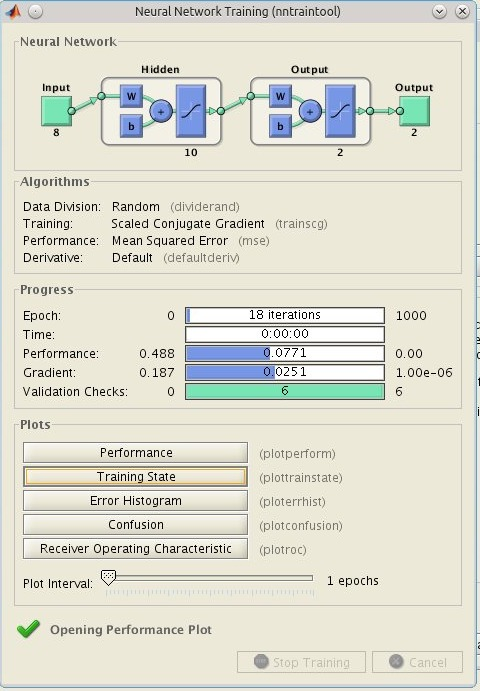 Neural Network Training (nntraintool)
Neural Network
Hidden Output
Input Output
W W
b + b +
8 2
10 2
Algorithms
Data Division: Random (dividerand)
Training: Scaled Conjugate Gradient (trainscg)
Performance: Mean Squared Error (mse)
Derivative: Default (defaultderiv)
Progress
Epoch: 0 18 iterations 1000
Time: 0:00:00
Performance: 0.488 0.0771 0.00
Gradient: 0.187 0.0251 1.00e-06
Validation Checks: 0 6 6
Plots
Performance (plotperform)
Training State (plottrainstate)
Error Histogram (ploterrhist)
Confusion (plotconfusion)
Receiver Operating Characteristic (plotroc)
Plot Interval: 1 epochs
Opening Performance Plot
Stop Training Cancel